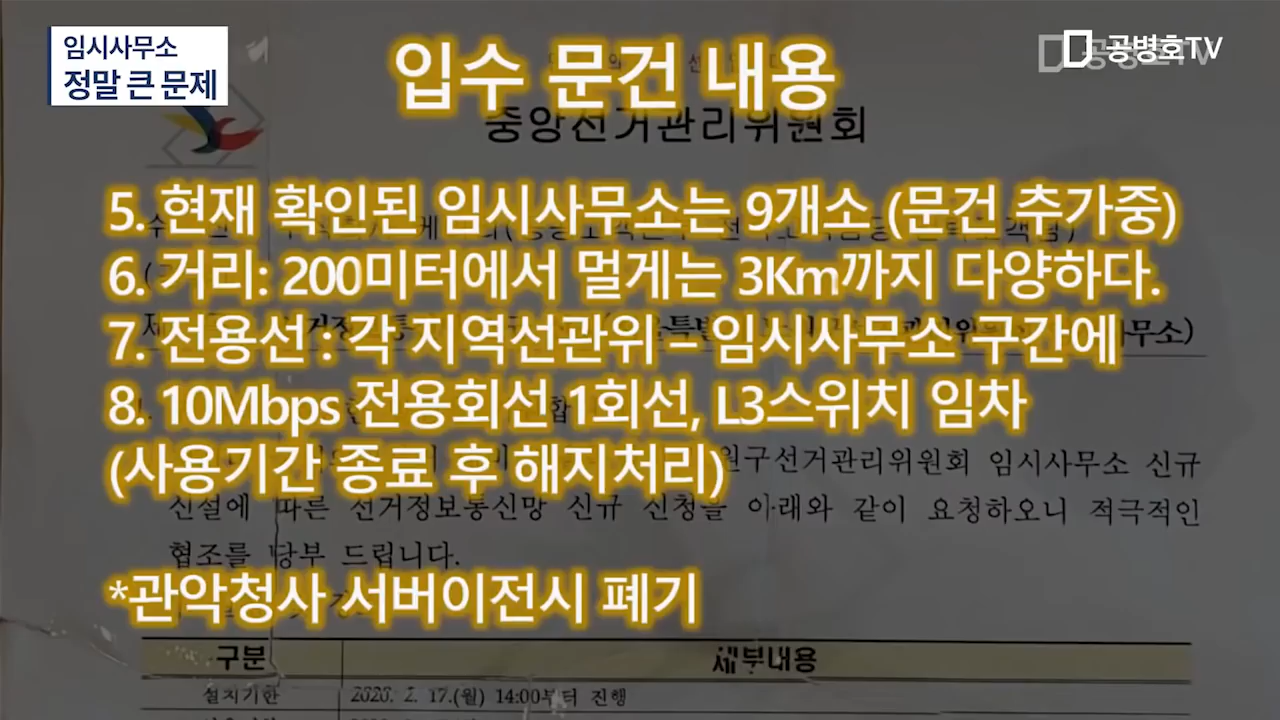 임시사무소
정말 큰 문제
공병호TV
공병호TV
입수 문건 내용
중앙선거관리위원회
5. 현재 확인된 임시사무소는 9개소 (문건 추가중)
6. 거리: 200미터에서 멀게는 3Km까지 다양하다.
7. 전용선 : 각 지역선관위 – 임시사무소 구간에
8. 10Mbps 전용회선 1회선, L3스위치 임차
(사용기간 종료 후 해지처리)
원구선거관리위원회 임시사무소 신규
신설에 따른 선거정보통신망 신규 신청을 아래와 같이 요청하오니 적극적인
협조를 당부 드립니다.
*관악청사 서버이전시 폐기
구분 세부내용
설치기한 2020. 2. 17.(월) 14:00부터 진행